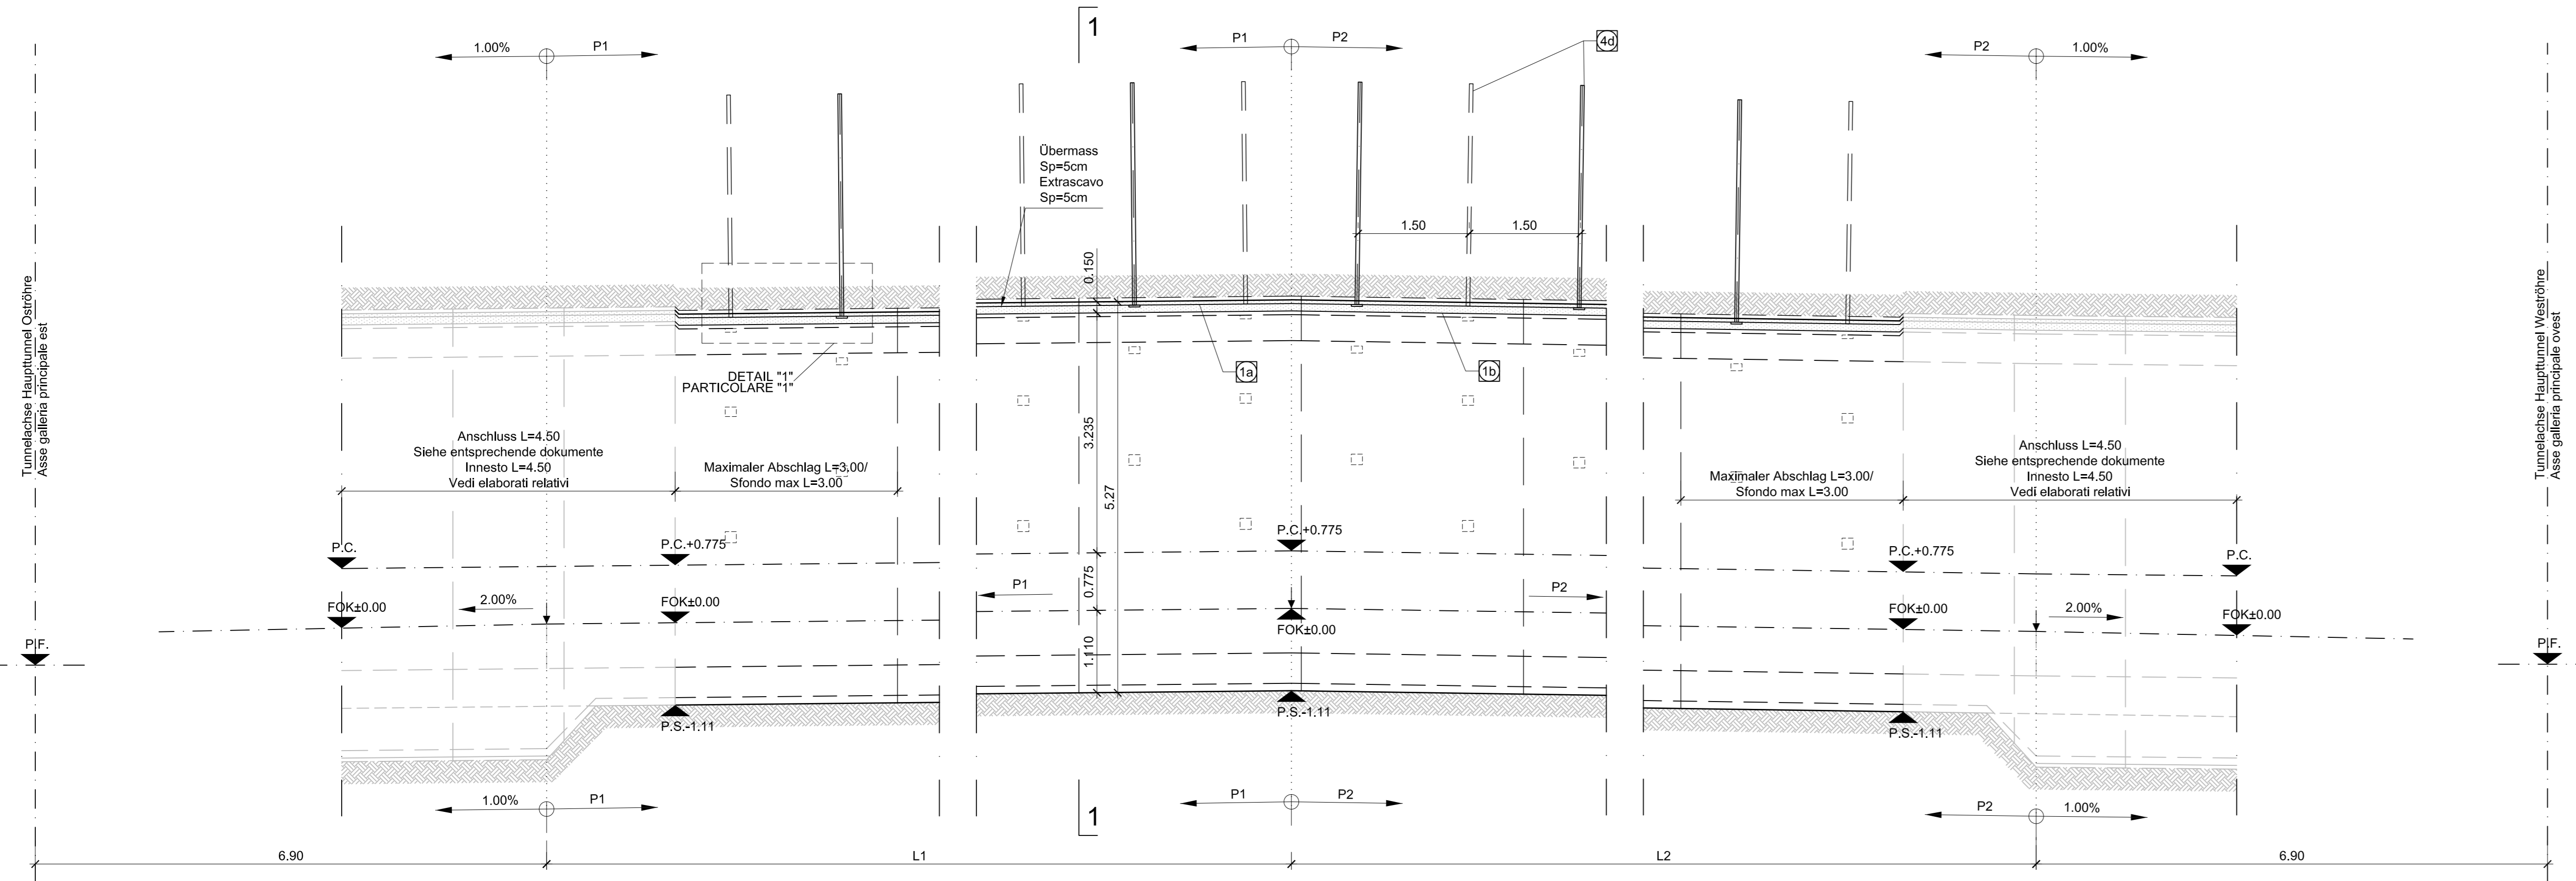 1
1.00%
P1
P1
P2
4d
P2
1.00%
Übermass
Sp=5cm
Extrascavo
Sp=5cm
1.50
1.50
0.150
Tunnelachse Haupttunnel Oströhre
Asse galleria principale est
Tunnelachse Haupttunnel Weströhre
Asse galleria principale ovest
DETAIL "1"
PARTICOLARE "1"
1a
1b
3.235
5.27
Anschluss L=4.50
Siehe entsprechende dokumente
Innesto L=4.50
Vedi elaborati relativi
Maximaler Abschlag L=3.00/
Sfondo max L=3.00
Maximaler Abschlag L=3.00/
Sfondo max L=3.00
Anschluss L=4.50
Siehe entsprechende dokumente
Innesto L=4.50
Vedi elaborati relativi
P.C.
P.C.+0.775
P.C.+0.775
P.C.+0.775
P.C.
0.775
P1
P2
FOK±0.00
2.00%
FOK±0.00
FOK±0.00
FOK±0.00
2.00%
FOK±0.00
P.F.
1.110
P.F.
P.S.-1.11
P.S.-1.11
P.S.-1.11
1.00%
P1
P1
P2
P2
1.00%
1
6.90
L1
L2
6.90